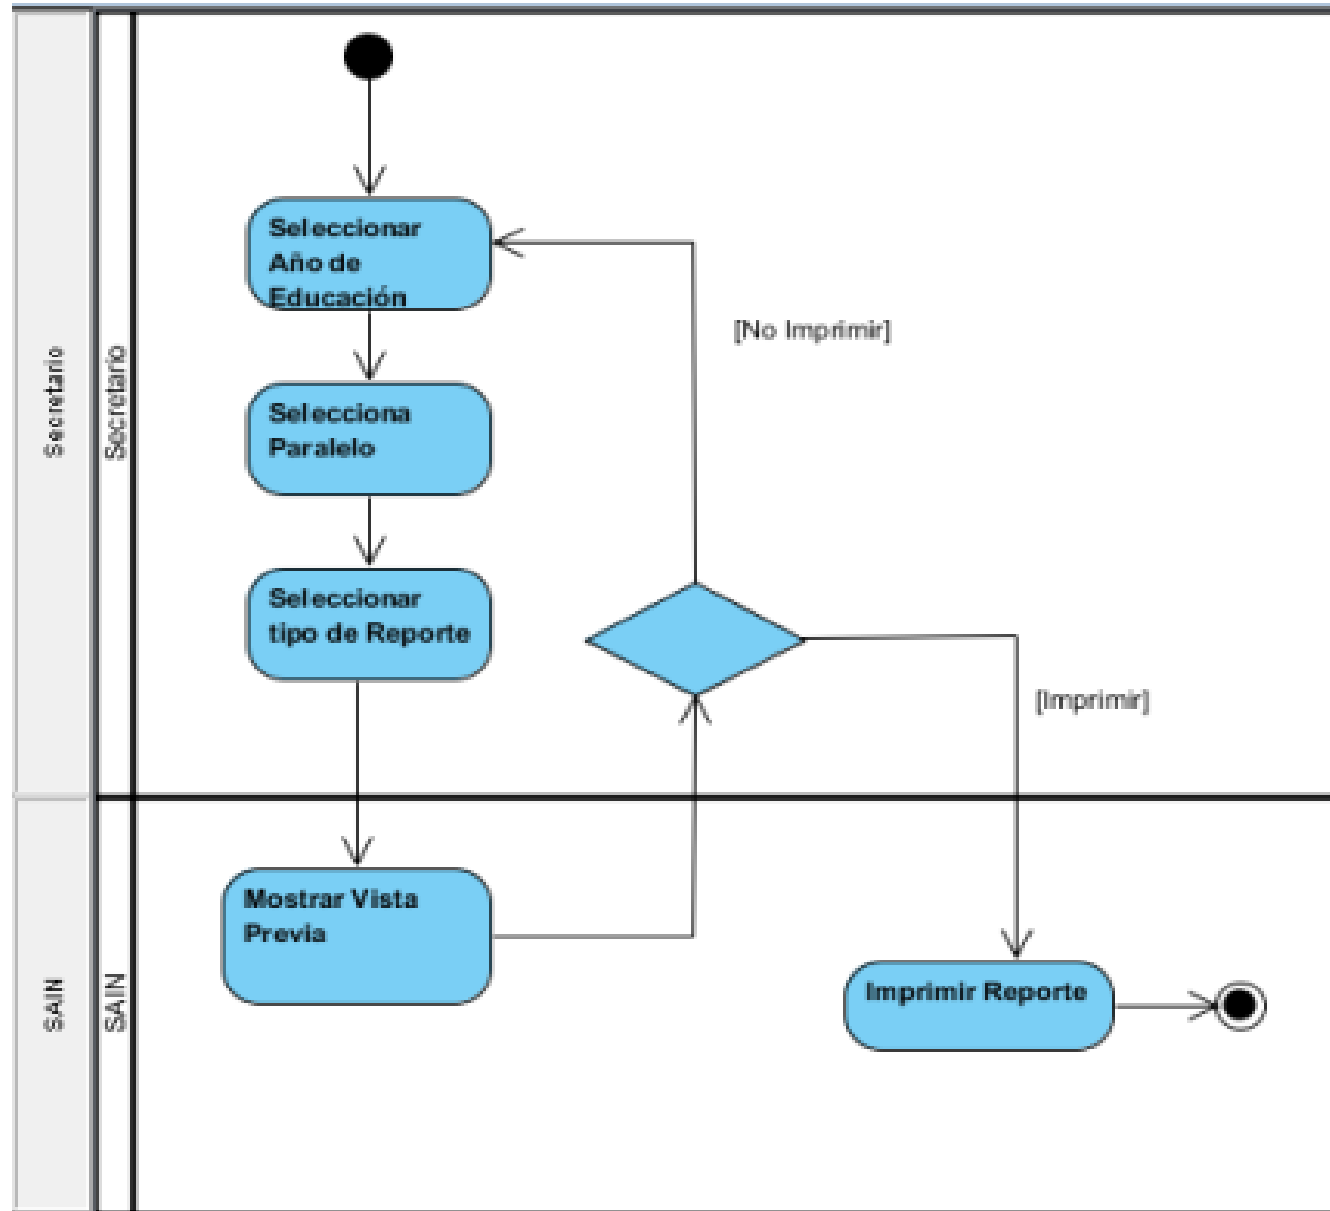 Secretario
Secretario
Seleccionar
Año de
Educación
[No Imprimir]
Selecciona
Paralelo
Seleccionar
tipo de Reporte
[Imprimir]
SAIN
SAIN
Mostrar Vista
Previa
Imprimir Reporte